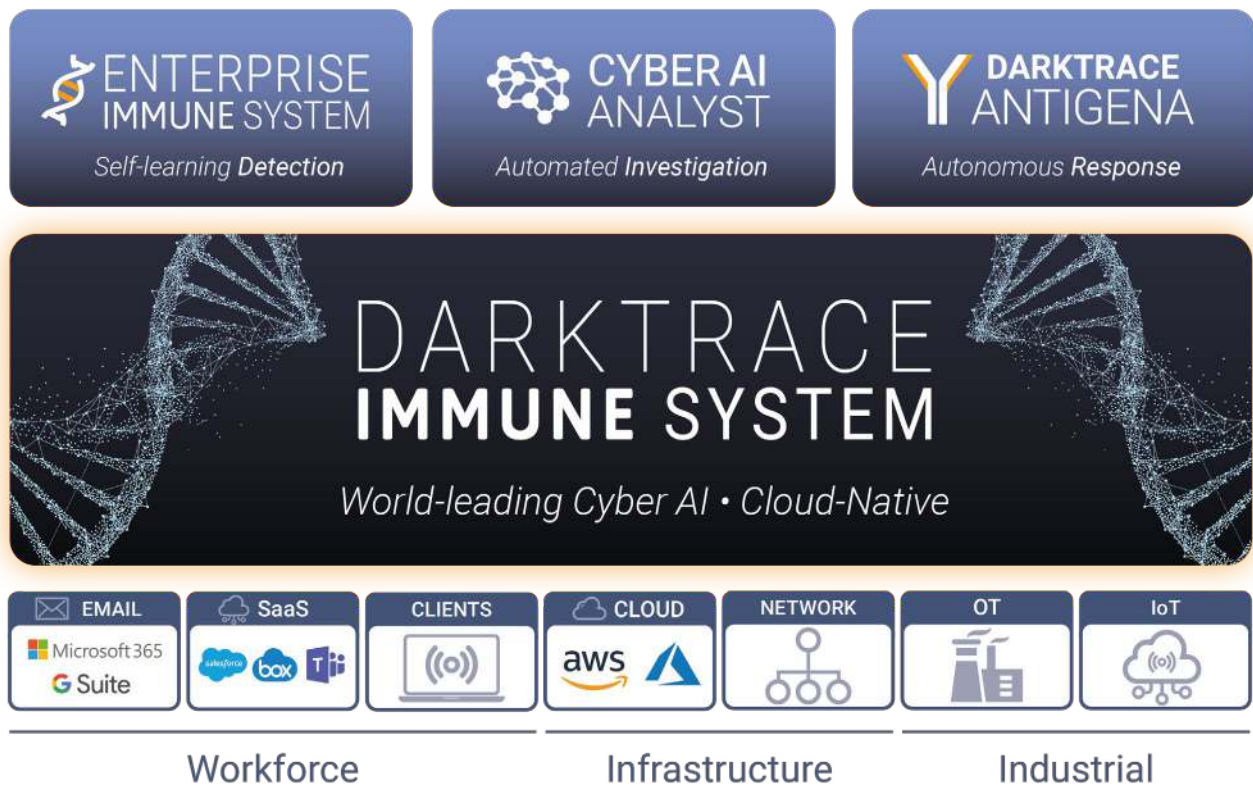 ENTERPRISE
IMMUNE SYSTEM
Self-learning Detection
CYBER AI
ANALYST
Automated Investigation
DARKTRACE
ANTIGENA
Autonomous Response
DARKTRACE
IMMUNE SYSTEM
World-leading Cyber AI • Cloud-Native
EMAIL
Microsoft 365
G Suite
SaaS
salesforce
box
T
CLIENTS
CLOUD
aws
NETWORK
OT
IoT
Workforce
Infrastructure
Industrial